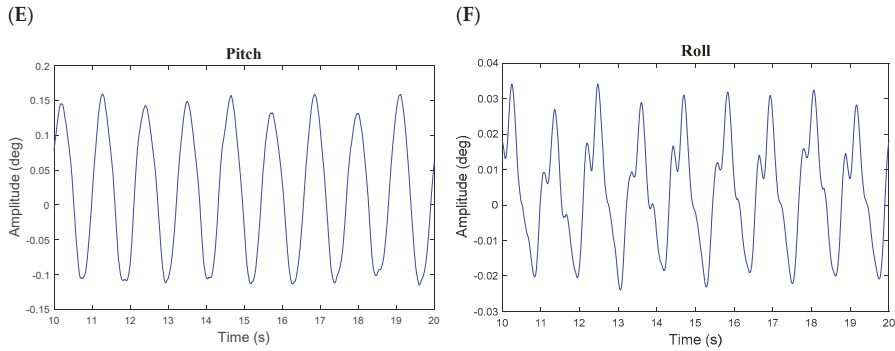 (E)
Pitch
0.2
0.15
0.1
0.05
0
-0.05
-0.1
-0.15
Amplitude (deg)
10 11 12 13 14 15 16 17 18 19 20
Time (s)
(F)
Roll
0.04
0.03
0.02
0.01
0
-0.01
-0.02
-0.03
Amplitude (deg)
10 11 12 13 14 15 16 17 18 19 20
Time (s)